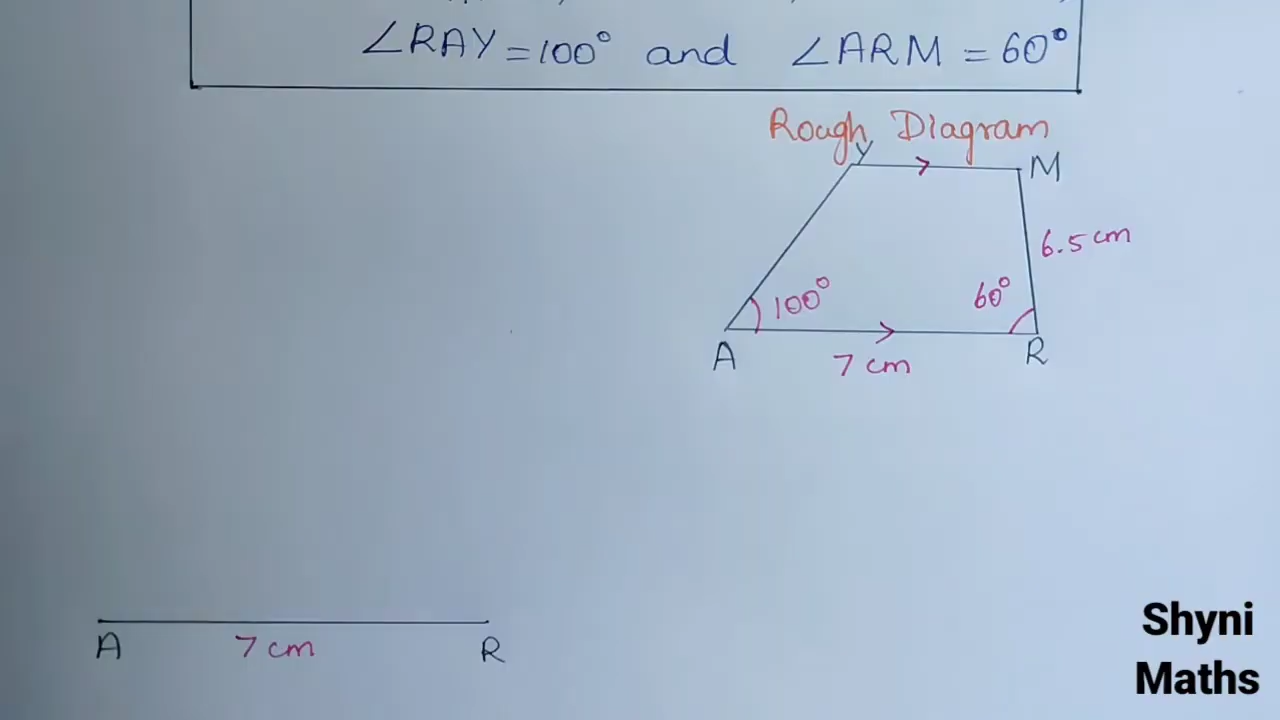 ∠RAY = 100° and ∠ARM = 60°
Rough Diagram
Y
M
6.5 cm
100°
60°
A
R
7 cm
A
7 cm
R
Shyni
Maths